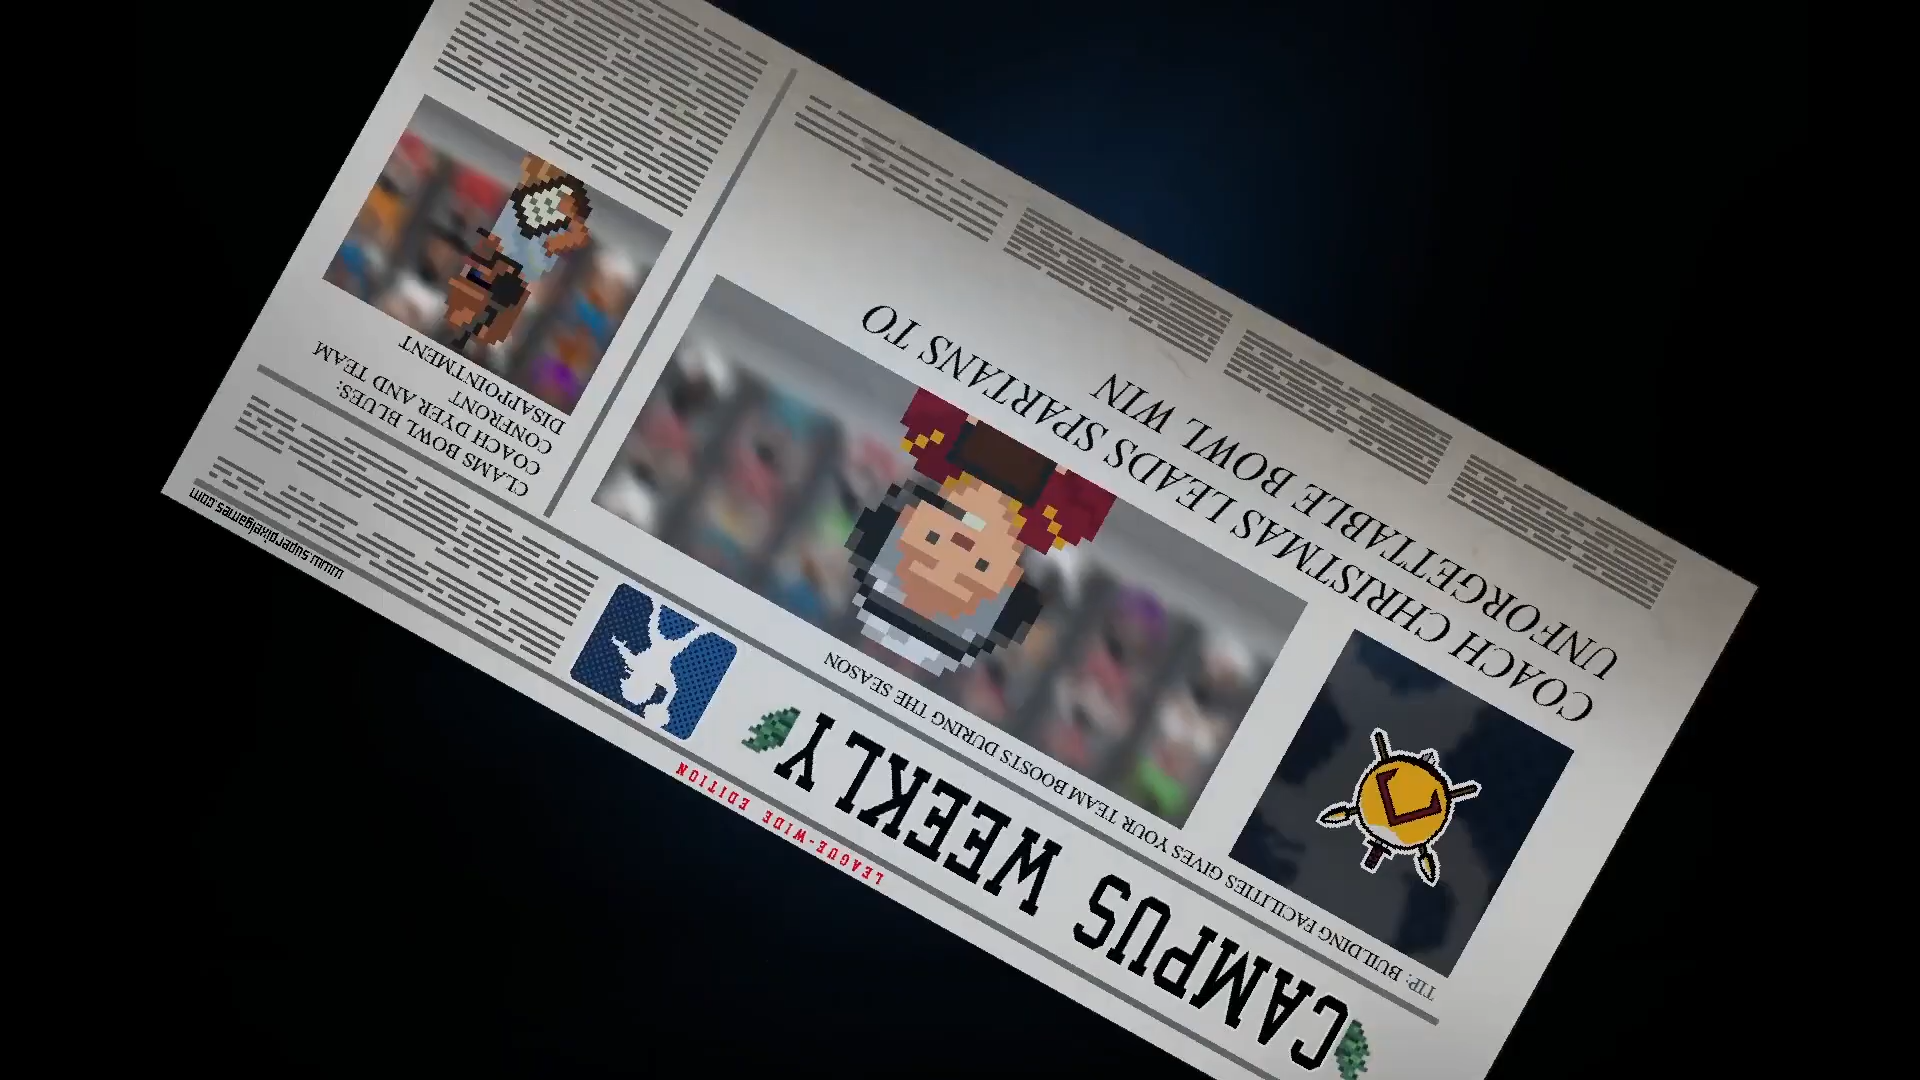 www.superpixelgames.com
LEAGUE-WIDE EDITION
CAMPUS WEEKLY
TIP: BUILDING FACILITIES GIVES YOUR TEAM BOOSTS DURING THE SEASON
COACH CHRISTMAS LEADS SPARTANS TO
UNFORGETTABLE BOWL WIN
CLAMS BOWL BLUES:
COACH DYER AND TEAM
CONFRONT
DISAPPOINTMENT